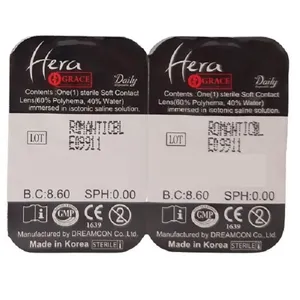 Hera
GRACE
Daily
Contents :One(1) sterile Soft Contact
Lens(60% Polyhema, 40% Water)
immersed in isotonic saline solution.
LOT
ROMANTICBL
E09911
B.C:8.60 SPH:0.00
GMP
1639
Manufactured by DREAMCON Co.,Ltd.
Made in Korea STERILE
Hera
GRACE
Daily
Contents :One(1) sterile Soft Contact
Lens(60% Polyhema, 40% Water)
immersed in isotonic saline solution.
LOT
ROMANTICBL
E09911
B.C:8.60 SPH:0.00
GMP
1639
Manufactured by DREAMCON Co.,Ltd.
Made in Korea STERILE